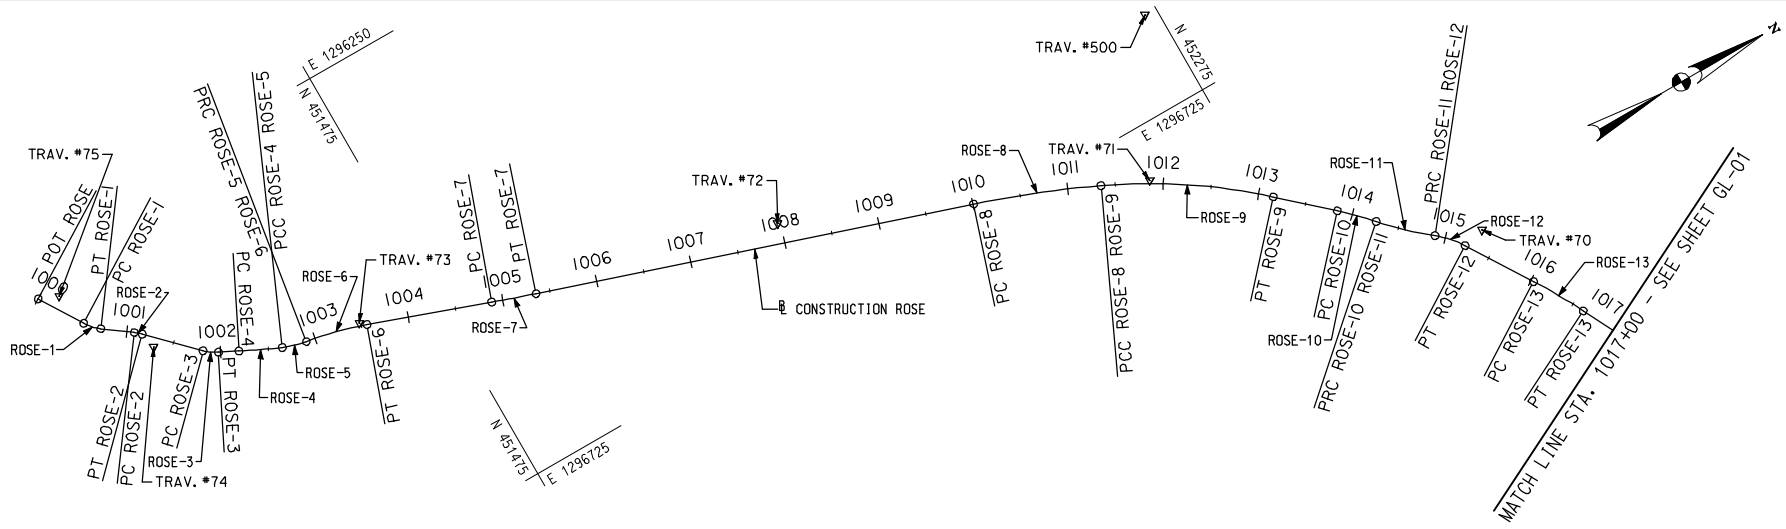 E 1296250
N 451475
TRAV. #500
N 452275
E 1296725
N
TRAV. #75
POT ROSE
PT ROSE-1
PC ROSE-1
PRC ROSE-5 ROSE-6
PCC ROSE-4 ROSE-5
ROSE-2
ROSE-1
1000
1001
1002
1003
1004
1005
1006
1007
1008
1009
1010
1011
1012
1013
1014
1015
1016
1017
PC ROSE-4
ROSE-6
TRAV. #73
PC ROSE-7
PT ROSE-7
ROSE-7
TRAV. #72
BL CONSTRUCTION ROSE
ROSE-8
TRAV. #71
ROSE-9
ROSE-11
PRC ROSE-11 ROSE-12
ROSE-12
TRAV. #70
ROSE-13
PT ROSE-2
PC ROSE-2
PC ROSE-3
ROSE-3
TRAV. #74
PT ROSE-3
ROSE-4
ROSE-5
PT ROSE-6
N 451475
E 1296725
PC ROSE-8
PCC ROSE-8 ROSE-9
PT ROSE-9
PC ROSE-10
ROSE-10
PRC ROSE-10 ROSE-11
PT ROSE-12
PC ROSE-13
PT ROSE-13
MATCH LINE STA. 1017+00 - SEE SHEET GL-01